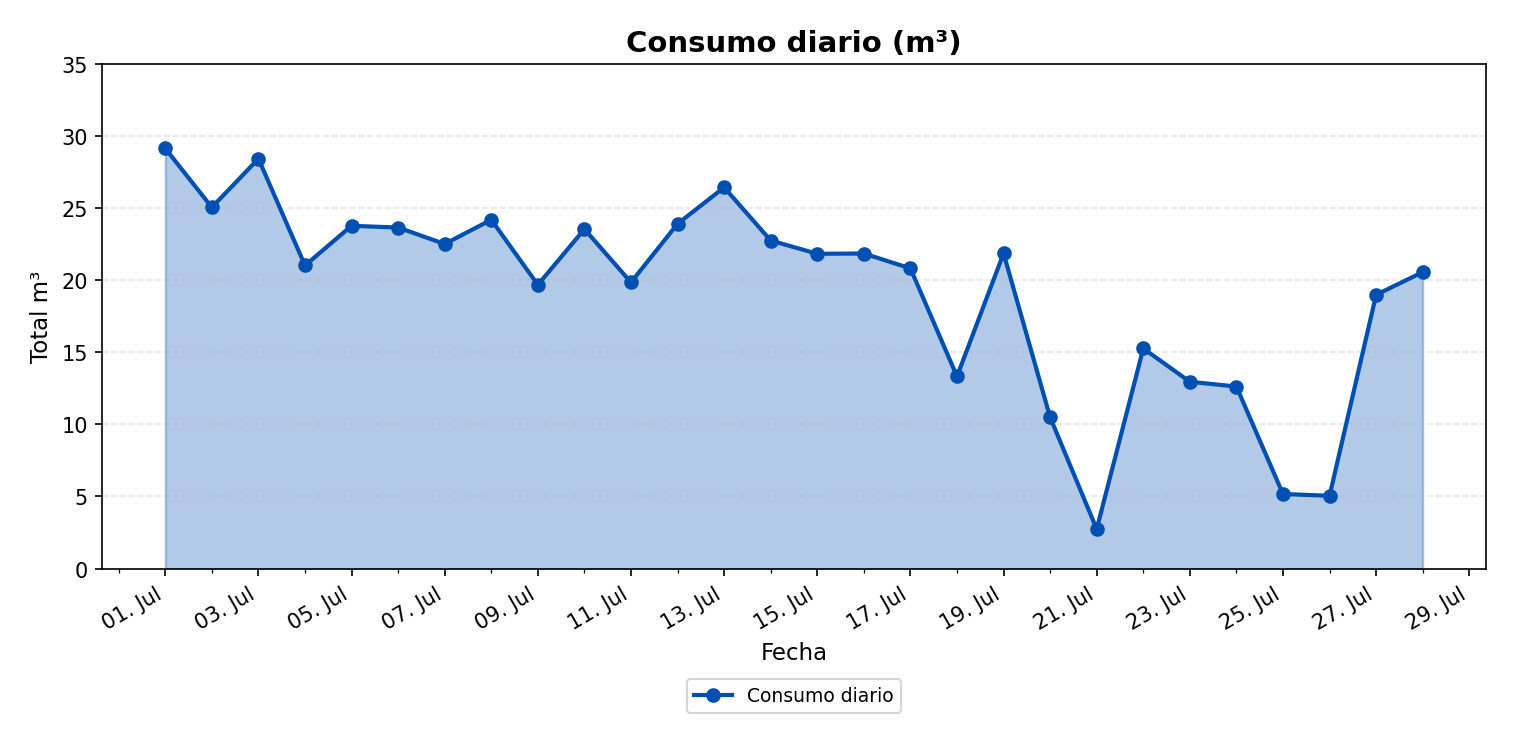 Consumo diario (m³)
Total m³
35
30
25
20
15
10
5
0
01. Jul
03. Jul
05. Jul
07. Jul
09. Jul
11. Jul
13. Jul
15. Jul
17. Jul
19. Jul
21. Jul
23. Jul
25. Jul
27. Jul
29. Jul
Fecha
Consumo diario